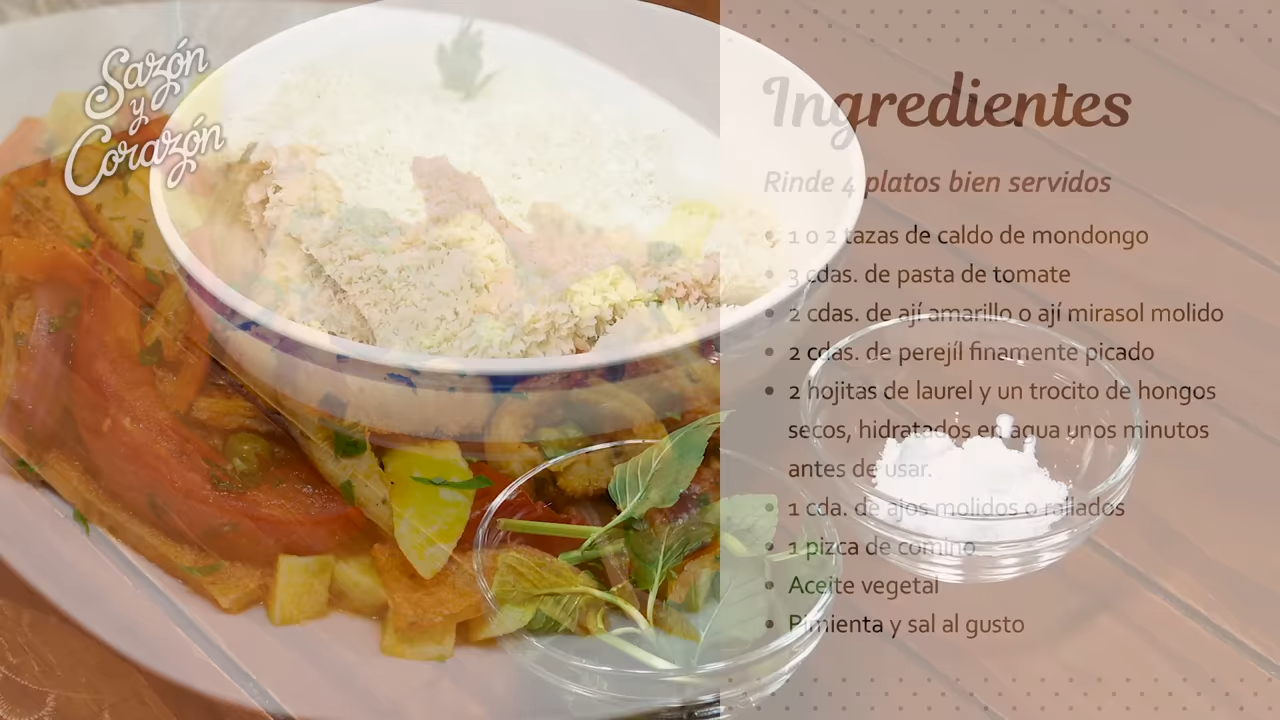 Sazón
y
Corazón
Ingredientes
Rinde 4 platos bien servidos
• 1 o 2 tazas de caldo de mondongo
• 3 cdas. de pasta de tomate
• 2 cdas. de ají amarillo o ají mirasol molido
• 2 cdas. de perejíl finamente picado
• 2 hojitas de laurel y un trocito de hongos
secos, hidratados en agua unos minutos
antes de usar.
• 1 cda. de ajos molidos o rallados
• 1 pizca de comino
• Aceite vegetal
• Pimienta y sal al gusto